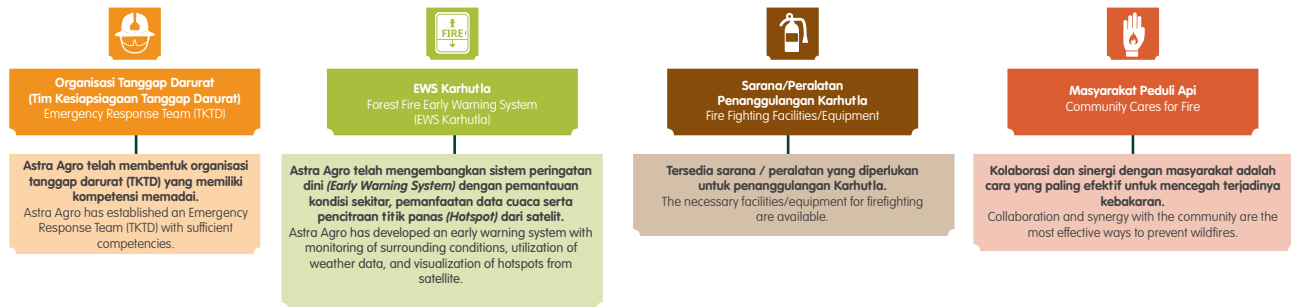 FIRE
Organisasi Tanggap Darurat
(Tim Kesiapsiagaan Tanggap Darurat)
Emergency Response Team (TKTD)
Astra Agro telah membentuk organisasi
tanggap darurat (TKTD) yang memiliki
kompetensi memadai.
Astra Agro has established an Emergency
Response Team (TKTD) with sufficient
competencies.
EWS Karhutla
Forest Fire Early Warning System
(EWS Karhutla)
Astra Agro telah mengembangkan sistem peringatan
dini (Early Warning System) dengan pemantauan
kondisi sekitar, pemanfaatan data cuaca serta
pencitraan titik panas (Hotspot) dari satelit.
Astra Agro has developed an early warning system with
monitoring of surrounding conditions, utilization of
weather data, and visualization of hotspots from
satellite.
Sarana/Peralatan
Penanggulangan Karhutla
Fire Fighting Facilities/Equipment
Tersedia sarana / peralatan yang diperlukan
untuk penanggulangan Karhutla.
The necessary facilities/equipment for firefighting
are available.
Masyarakat Peduli Api
Community Cares for Fire
Kolaborasi dan sinergi dengan masyarakat adalah
cara yang paling efektif untuk mencegah terjadinya
kebakaran.
Collaboration and synergy with the community are the
most effective ways to prevent wildfires.